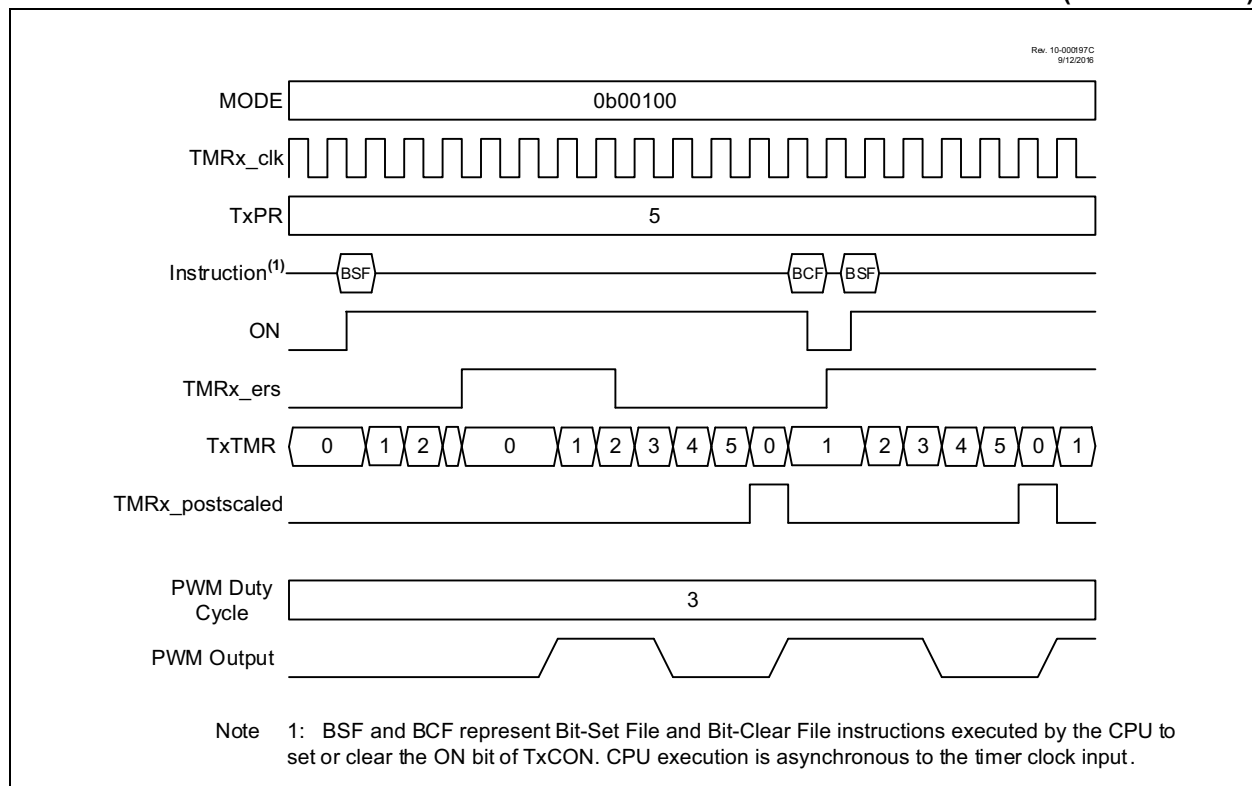 Rev. 10-000197C
9/12/2016
MODE 0b00100
TMRx_clk
TxPR 5
Instruction(1) BSF BCF BSF
ON
TMRx_ers
TxTMR 0 1 2 0 1 2 3 4 5 0 1 2 3 4 5 0 1
TMRx_postscaled
PWM Duty
Cycle 3
PWM Output
Note 1: BSF and BCF represent Bit-Set File and Bit-Clear File instructions executed by the CPU to
set or clear the ON bit of TxCON. CPU execution is asynchronous to the timer clock input.